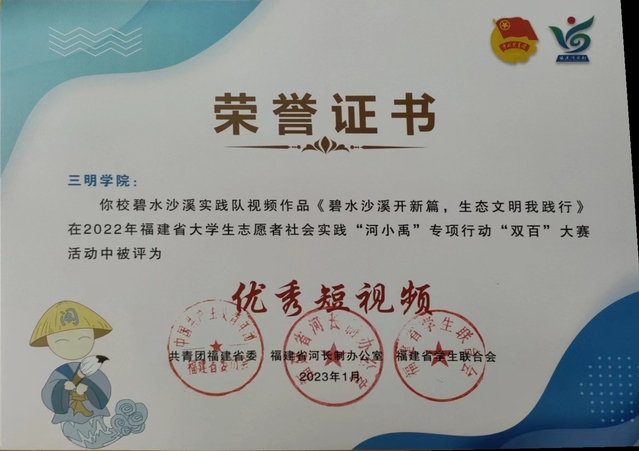 荣誉证书
三明学院：
你校碧水沙溪实践队视频作品《碧水沙溪开新篇，生态文明我践行》
在2022年福建省大学生志愿者社会实践“河小禹”专项行动“双百”大赛
活动中被评为
优秀短视频
共青团福建省委 福建省河长制办公室 福建省学生联合会
2023年1月